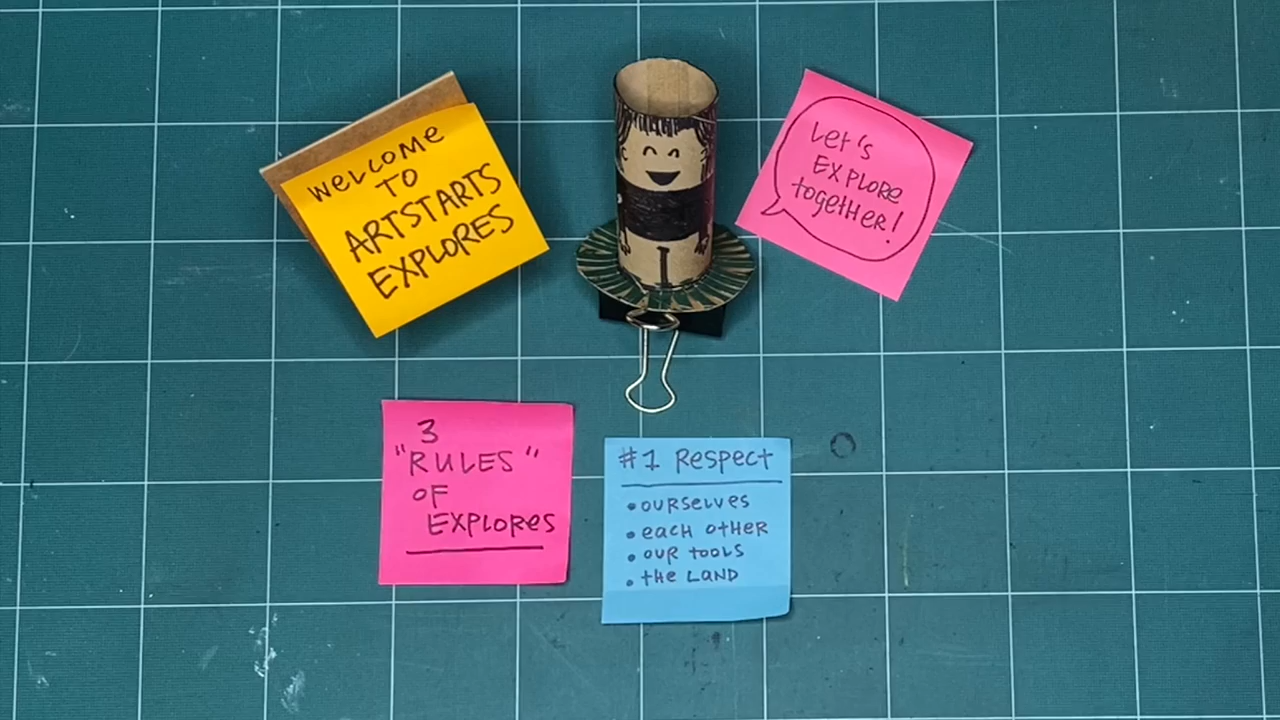 WELCOME
TO
ARTSTARTS
EXPLORES
Let's
EXPLORE
together!
3
"RULES"
OF
EXPLORES
#1 Respect
• OURSELVES
• each other
• our tools
• the LAND